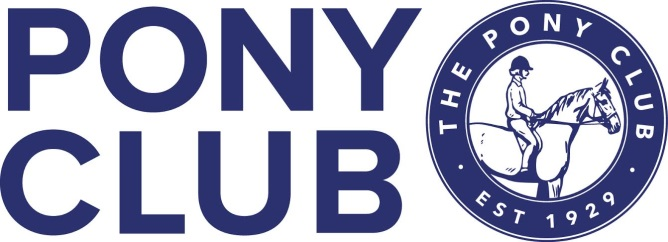 PONY
CLUB
THE PONY CLUB
· EST 1929 ·